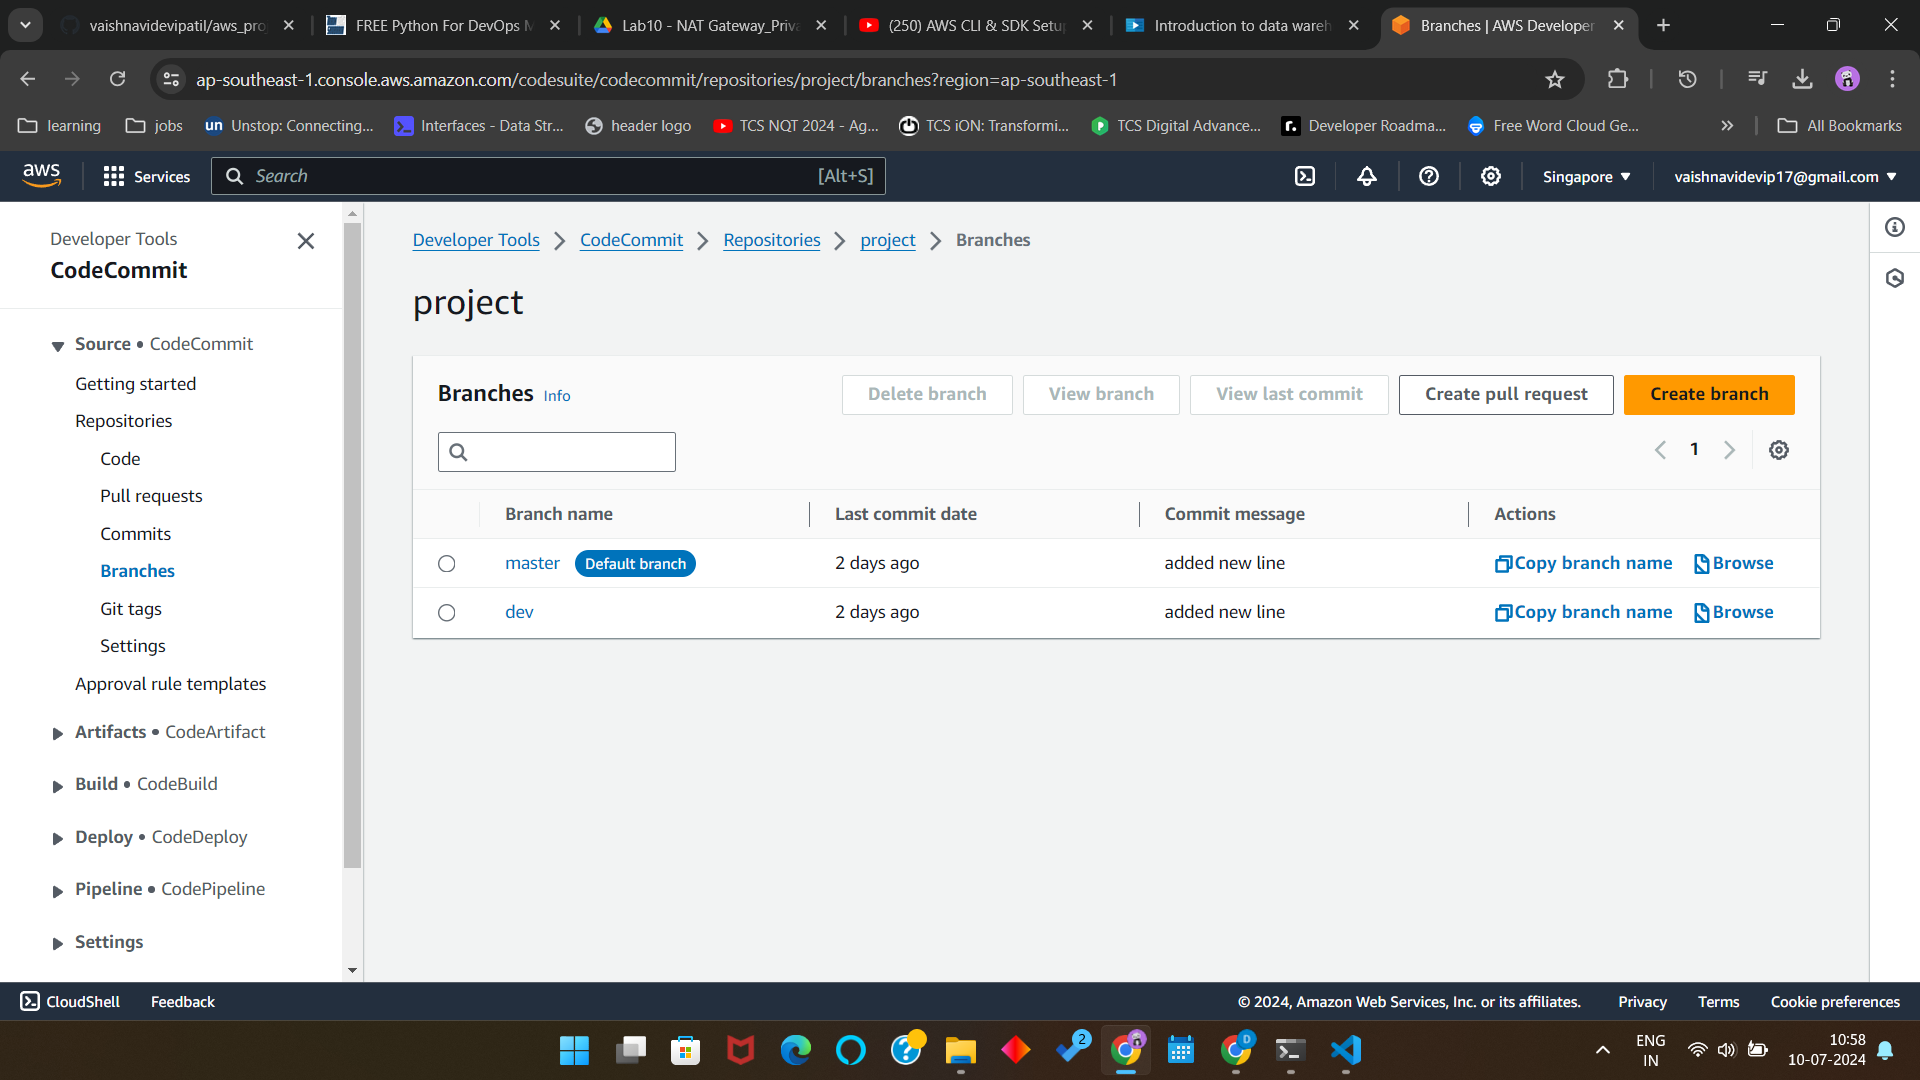 vaishnavidevipatil/aws_pro
FREE Python For DevOps M
Lab10 - NAT Gateway_Priva
(250) AWS CLI & SDK Setu
Introduction to data wareh
Branches | AWS Developer
ap-southeast-1.console.aws.amazon.com/codesuite/codecommit/repositories/project/branches?region=ap-southeast-1
learning
jobs
un Unstop: Connecting...
Interfaces - Data Str...
header logo
TCS NQT 2024 - Ag...
TCS iON: Transformi...
TCS Digital Advance...
r. Developer Roadma...
Free Word Cloud Ge...
All Bookmarks
aws
Services
Search
[Alt+S]
Singapore
vaishnavidevip17@gmail.com
Developer Tools
CodeCommit
Source • CodeCommit
Getting started
Repositories
Code
Pull requests
Commits
Branches
Git tags
Settings
Approval rule templates
Artifacts • CodeArtifact
Build • CodeBuild
Deploy • CodeDeploy
Pipeline • CodePipeline
Settings
Developer Tools
CodeCommit
Repositories
project
Branches
project
Branches Info
Delete branch
View branch
View last commit
Create pull request
Create branch
1
Branch name
Last commit date
Commit message
Actions
master Default branch
2 days ago
added new line
Copy branch name
Browse
dev
2 days ago
added new line
Copy branch name
Browse
CloudShell
Feedback
© 2024, Amazon Web Services, Inc. or its affiliates.
Privacy
Terms
Cookie preferences
2
D
ENG
IN
10:58
10-07-2024